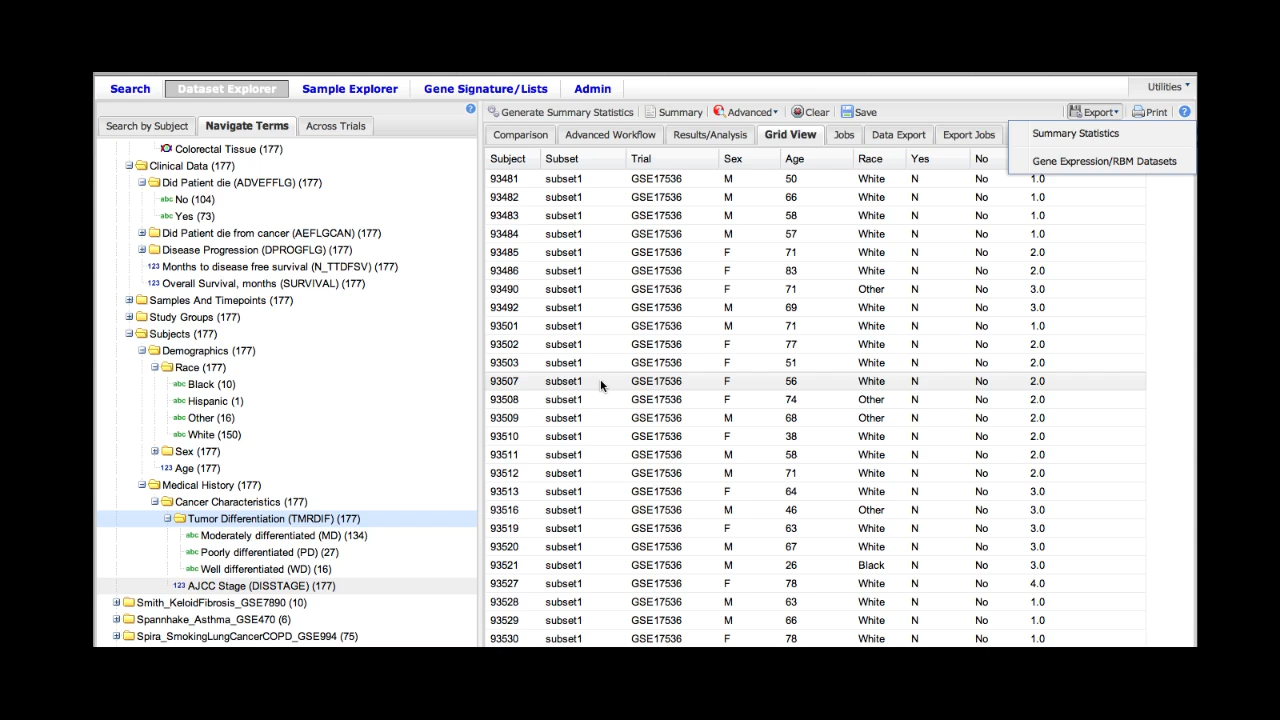 Search Dataset Explorer Sample Explorer Gene Signature/Lists Admin Utilities
Generate Summary Statistics Summary Advanced Clear Save Export Print
Search by Subject Navigate Terms Across Trials
Comparison Advanced Workflow Results/Analysis Grid View Jobs Data Export Export Jobs
Summary Statistics
Gene Expression/RBM Datasets
Colorectal Tissue (177)
Clinical Data (177)
Did Patient die (ADVEFFLG) (177)
abc No (104)
abc Yes (73)
Did Patient die from cancer (AEFLGCAN) (177)
Disease Progression (DPROGFLG) (177)
123 Months to disease free survival (N_TTDFSV) (177)
123 Overall Survival, months (SURVIVAL) (177)
Samples And Timepoints (177)
Study Groups (177)
Subjects (177)
Demographics (177)
Race (177)
abc Black (10)
abc Hispanic (1)
abc Other (16)
abc White (150)
Sex (177)
123 Age (177)
Medical History (177)
Cancer Characteristics (177)
Tumor Differentiation (TMRDIF) (177)
abc Moderately differentiated (MD) (134)
abc Poorly differentiated (PD) (27)
abc Well differentiated (WD) (16)
123 AJCC Stage (DISSTAGE) (177)
Smith_KeloidFibrosis_GSE7890 (10)
Spannhake_Asthma_GSE470 (6)
Spira_SmokingLungCancerCOPD_GSE994 (75)
Subject Subset Trial Sex Age Race Yes No
93481 subset1 GSE17536 M 50 White N No 1.0
93482 subset1 GSE17536 M 66 White N No 1.0
93483 subset1 GSE17536 M 58 White N No 1.0
93484 subset1 GSE17536 M 57 White N No 1.0
93485 subset1 GSE17536 F 71 White N No 2.0
93486 subset1 GSE17536 F 83 White N No 2.0
93490 subset1 GSE17536 F 71 Other N No 3.0
93492 subset1 GSE17536 M 69 White N No 3.0
93501 subset1 GSE17536 M 71 White N No 1.0
93502 subset1 GSE17536 F 77 White N No 2.0
93503 subset1 GSE17536 F 51 White N No 2.0
93507 subset1 GSE17536 F 56 White N No 2.0
93508 subset1 GSE17536 F 74 Other N No 2.0
93509 subset1 GSE17536 M 68 Other N No 2.0
93510 subset1 GSE17536 F 38 White N No 2.0
93511 subset1 GSE17536 M 58 White N No 2.0
93512 subset1 GSE17536 M 71 White N No 2.0
93513 subset1 GSE17536 F 64 White N No 3.0
93516 subset1 GSE17536 M 46 Other N No 3.0
93519 subset1 GSE17536 F 63 White N No 3.0
93520 subset1 GSE17536 M 67 White N No 3.0
93521 subset1 GSE17536 M 26 Black N No 3.0
93527 subset1 GSE17536 F 78 White N No 4.0
93528 subset1 GSE17536 M 63 White N No 1.0
93529 subset1 GSE17536 M 66 White N No 1.0
93530 subset1 GSE17536 F 78 White N No 1.0